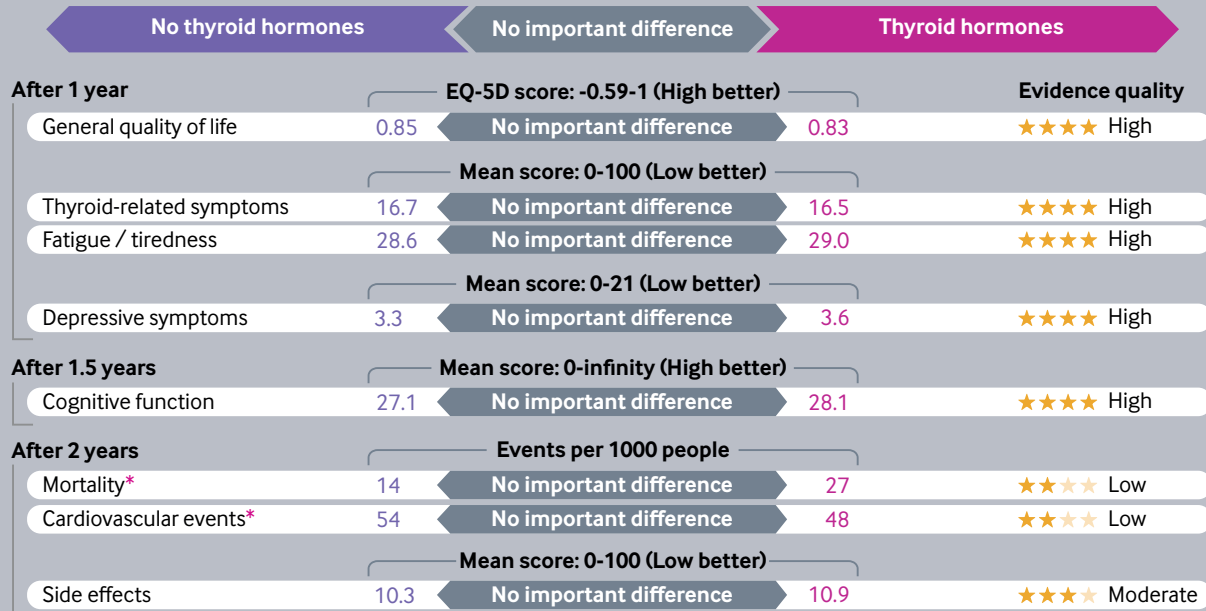 No thyroid hormones No important difference Thyroid hormones
After 1 year EQ-5D score: -0.59-1 (High better) Evidence quality
General quality of life 0.85 No important difference 0.83 High
Mean score: 0-100 (Low better)
Thyroid-related symptoms 16.7 No important difference 16.5 High
Fatigue / tiredness 28.6 No important difference 29.0 High
Mean score: 0-21 (Low better)
Depressive symptoms 3.3 No important difference 3.6 High
After 1.5 years Mean score: 0-infinity (High better)
Cognitive function 27.1 No important difference 28.1 High
After 2 years Events per 1000 people
Mortality* 14 No important difference 27 Low
Cardiovascular events* 54 No important difference 48 Low
Mean score: 0-100 (Low better)
Side effects 10.3 No important difference 10.9 Moderate